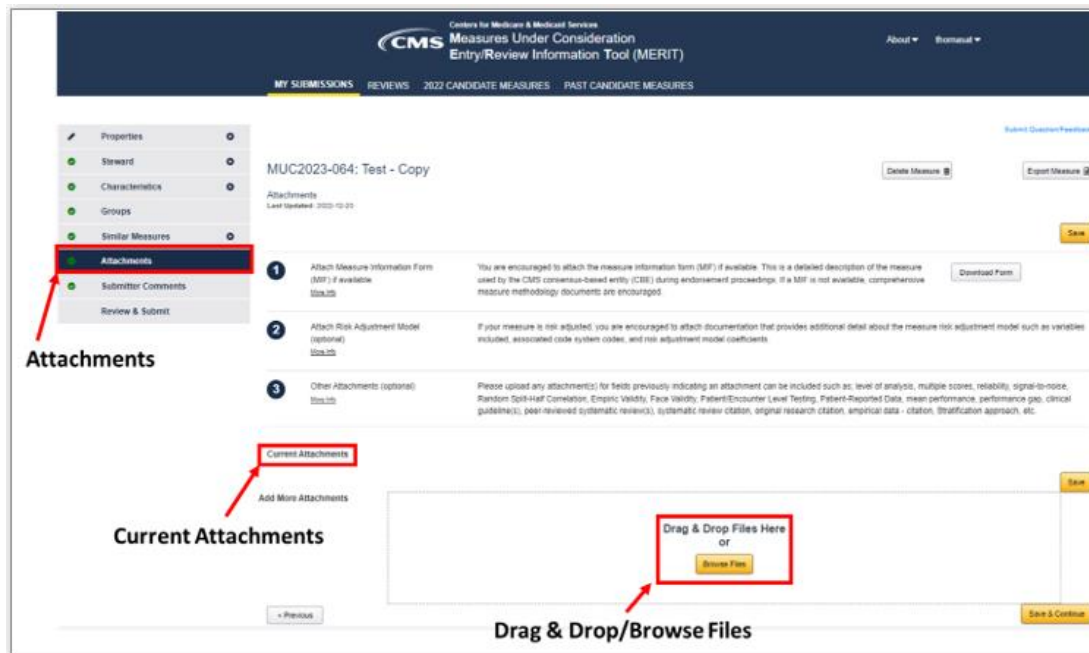 Centers for Medicare & Medicaid Services
CMS Measures Under Consideration
Entry/Review Information Tool (MERIT)
About
thomasat
MY SUBMISSIONS REVIEWS 2022 CANDIDATE MEASURES PAST CANDIDATE MEASURES
Submit Question/Feedback
Properties
Steward
Characteristics
Groups
Similar Measures
Attachments
Submitter Comments
Review & Submit
Attachments
MUC2023-064: Test - Copy
Delete Measure
Export Measure
Attachments
Last Updated: 2022-12-20
Save
1
Attach Measure Information Form
(MIF) if available
More Info
You are encouraged to attach the measure information form (MIF) if available. This is a detailed description of the measure
used by the CMS consensus-based entity (CBE) during endorsement proceedings. If a MIF is not available, comprehensive
measure methodology documents are encouraged.
Download Form
2
Attach Risk Adjustment Model
(optional)
More Info
If your measure is risk adjusted, you are encouraged to attach documentation that provides additional detail about the measure risk adjustment model such as variables
included, associated code system codes, and risk adjustment model coefficients
3
Other Attachments (optional)
More Info
Please upload any attachment(s) for fields previously indicating an attachment can be included such as: level of analysis, multiple scores, reliability, signal-to-noise,
Random Split-Half Correlation, Empiric Validity, Face Validity, Patient/Encounter Level Testing, Patient-Reported Data, mean performance, performance gap, clinical
guideline(s), peer-reviewed systematic review(s), systematic review citation, original research citation, empirical data - citation, Stratification approach, etc.
Current Attachments
Save
Add More Attachments
Current Attachments
Drag & Drop Files Here
or
Browse Files
« Previous
Save & Continue
Drag & Drop/Browse Files